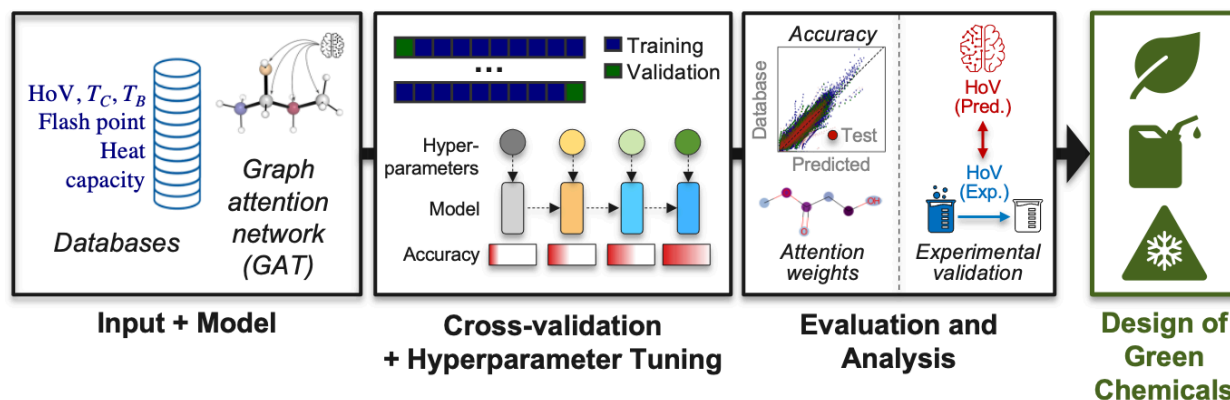 HoV, T_C, T_B
Flash point
Heat
capacity
Databases
Graph
attention
network
(GAT)
Input + Model
...
Training
Validation
Hyper-
parameters
Model
Accuracy
Cross-validation
+ Hyperparameter Tuning
Accuracy
Database
Test
Predicted
OH
O
Attention
weights
HoV
(Pred.)
HoV
(Exp.)
Experimental
validation
Evaluation and
Analysis
Design of
Green
Chemicals